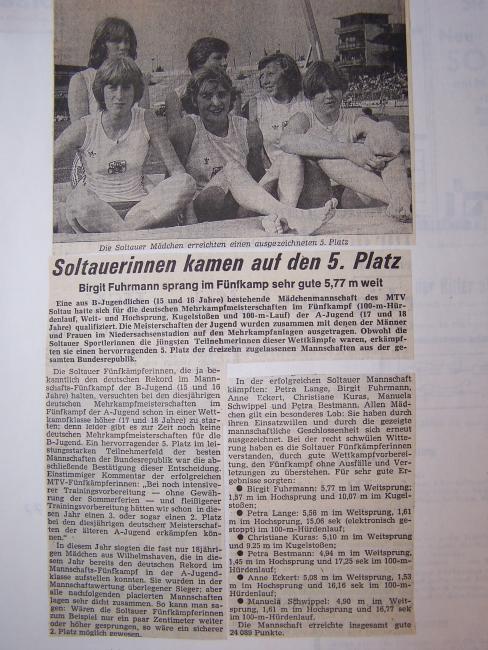 Die Soltauer Mädchen erreichten einen ausgezeichneten 5. Platz
Soltauerinnen kamen auf den 5. Platz
Birgit Fuhrmann sprang im Fünfkamp sehr gute 5,77 m weit
Eine aus B-Jugendlichen (15 und 16 Jahre) bestehende Mädchenmannschaft des MTV
Soltau hatte sich für die deutschen Mehrkampfmeisterschaften im Fünfkampf (100-m-Hür-
denlauf, Weit- und Hochsprung, Kugelstoßen und 100-m-Lauf) der A-Jugend (17 und 18
Jahre) qualifiziert. Die Meisterschaften der Jugend wurden zusammen mit denen der Männer
und Frauen im Niedersachsenstadion auf den Mehrkampfanlagen ausgetragen. Obwohl die
Soltauer Sportlerinnen die jüngsten Teilnehmerinnen dieser Wettkämpfe waren, erkämpf-
ten sie einen hervorragenden 5. Platz der dreizehn zugelassenen Mannschaften aus der ge-
samten Bundesrepublik.
Die Soltauer Fünfkämpferinnen, die ja be-
kanntlich den deutschen Rekord im Mann-
schafts-Fünfkampf der B-Jugend (15 und 16
Jahre) halten, versuchten bei den diesjährigen
deutschen Mehrkampfmeisterschaften im
Fünfkampf der A-Jugend schon in einer Wett-
kampfklasse höher (17 und 18 Jahre) zu star-
ten; denn leider gibt es zur Zeit noch keine
deutschen Mehrkampfmeisterschaften für die
B-Jugend. Ein hervorragender 5. Platz im lei-
stungsstarken Teilnehmerfeld der besten
Mannschaften der Bundesrepublik war die ab-
schließende Bestätigung dieser Entscheidung.
Einstimmiger Kommentar der erfolgreichen
MTV-Fünfkämpferinnen: „Bei noch intensive-
rer Trainingsvorbereitung — ohne Gewäh-
rung der Sommerferien — und fleißigerer
Trainingsvorbereitung hätten wir schon in die-
sem Jahr einen 3. oder sogar einen 2. Platz
bei den diesjährigen deutschen Meisterschaf-
ten der älteren A-Jugend erkämpfen kön-
nen."
In diesem Jahr siegten die fast nur 18jähri-
gen Mädchen aus Wilhelmshaven, die in die-
sem Jahr bereits den deutschen Rekord im
Mannschafts-Fünfkampf in der A-Jugend-
klasse aufstellen konnten. Sie wurden in der
Mannschaftswertung überlegener Sieger; aber
alle nachfolgenden placierten Mannschaften
lagen sehr dicht zusammen. So kann man sa-
gen: Wären die Soltauer Fünfkämpferinnen
zum Beispiel nur ein paar Zentimeter weiter
oder höher gesprungen, so wäre ein sicherer
2. Platz möglich gewesen.
In der erfolgreichen Soltauer Mannschaft
kämpften: Petra Lange, Birgit Fuhrmann,
Anne Eckert, Christiane Kuras, Manuela
Schwippel und Petra Bestmann. Allen Mäd-
chen gilt ein besonderes Lob: Sie haben durch
ihren Einsatzwillen und durch die gezeigte
mannschaftliche Geschlossenheit sich erneut
ausgezeichnet. Bei der recht schwülen Witte-
rung haben es die Soltauer Fünfkämpferinnen
verstanden, durch gute Wettkampfvorberei-
tung, den Fünfkampf ohne Ausfälle und Ver-
letzungen zu überstehen. Für sehr gute Er-
gebnisse sorgten:
● Birgit Fuhrmann: 5,77 m im Weitsprung;
1,57 m im Hochsprung und 10,07 m im Kugel-
stoßen;
● Petra Lange: 5,56 m im Weitsprung, 1,61
m im Hochsprung, 15,06 sek (elektronisch ge-
stoppt) im 100-m-Hürdenlauf;
● Christiane Kuras: 5,10 m im Weitsprung
und 9,25 m im Kugelstoßen;
● Petra Bestmann: 4,94 m im Weitsprung,
1,45 m im Hochsprung und 17,25 sek im 100-m-
Hürdenlauf;
● Anne Eckert: 5,08 m im Weitsprung, 1,53
m im Hochsprung und 16,16 sek im 100-m-Hür-
denlauf;
● Manuela Schwippel: 4,90 m im Weit-
sprung, 1,61 m im Hochsprung und 16,77 sek
im 100-m-Hürdenlauf.
Die Mannschaft erreichte insgesamt gute
24 089 Punkte.